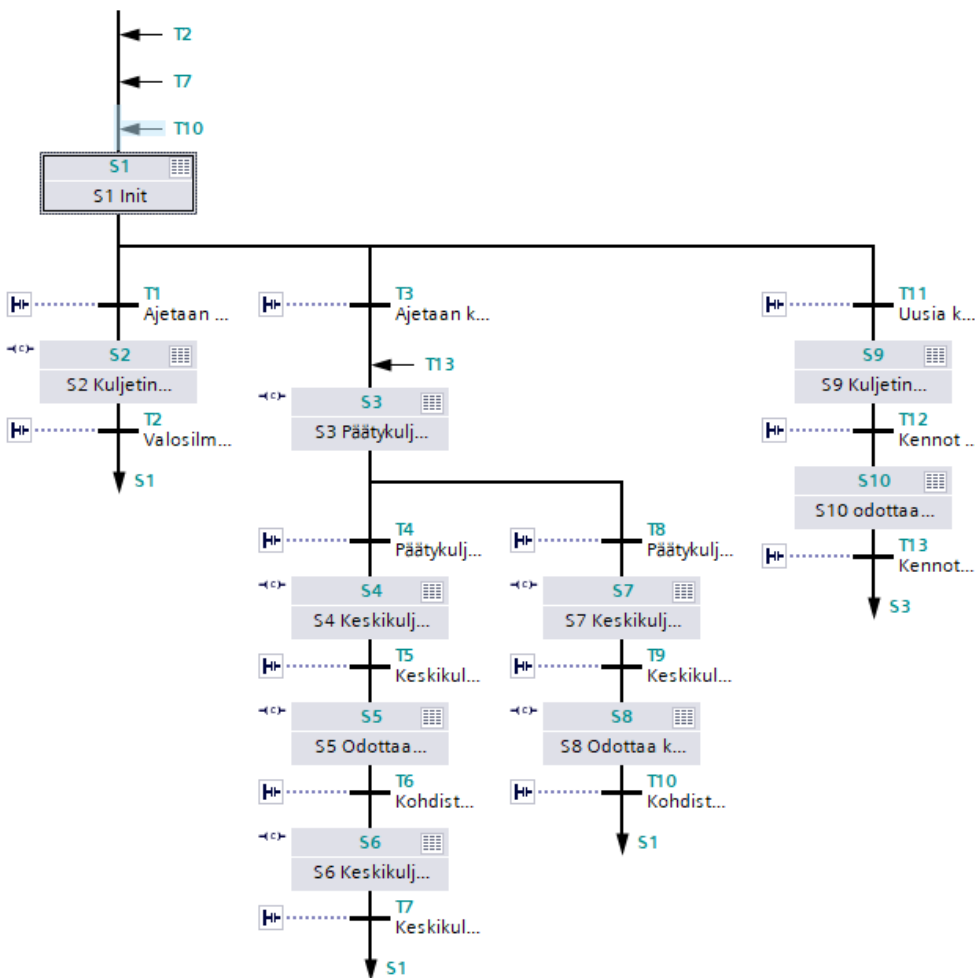 T2
T7
T10
S1
S1 Init
T1
Ajetaan ...
T3
Ajetaan k...
T11
Uusia k...
T13
S2
S2 Kuljetin...
S9
S9 Kuljetin...
S3
S3 Päätykulj...
T2
Valosilm...
T12
Kennot ...
S1
S10
S10 odottaa...
T4
Päätykulj...
T8
Päätykulj...
T13
Kennot...
S4
S4 Keskikulj...
S7
S7 Keskikulj...
S3
T5
Keskikul...
T9
Keskikul...
S5
S5 Odottaa...
S8
S8 Odottaa k...
T6
Kohdist...
T10
Kohdist...
S6
S6 Keskikulj...
S1
T7
Keskikul...
S1